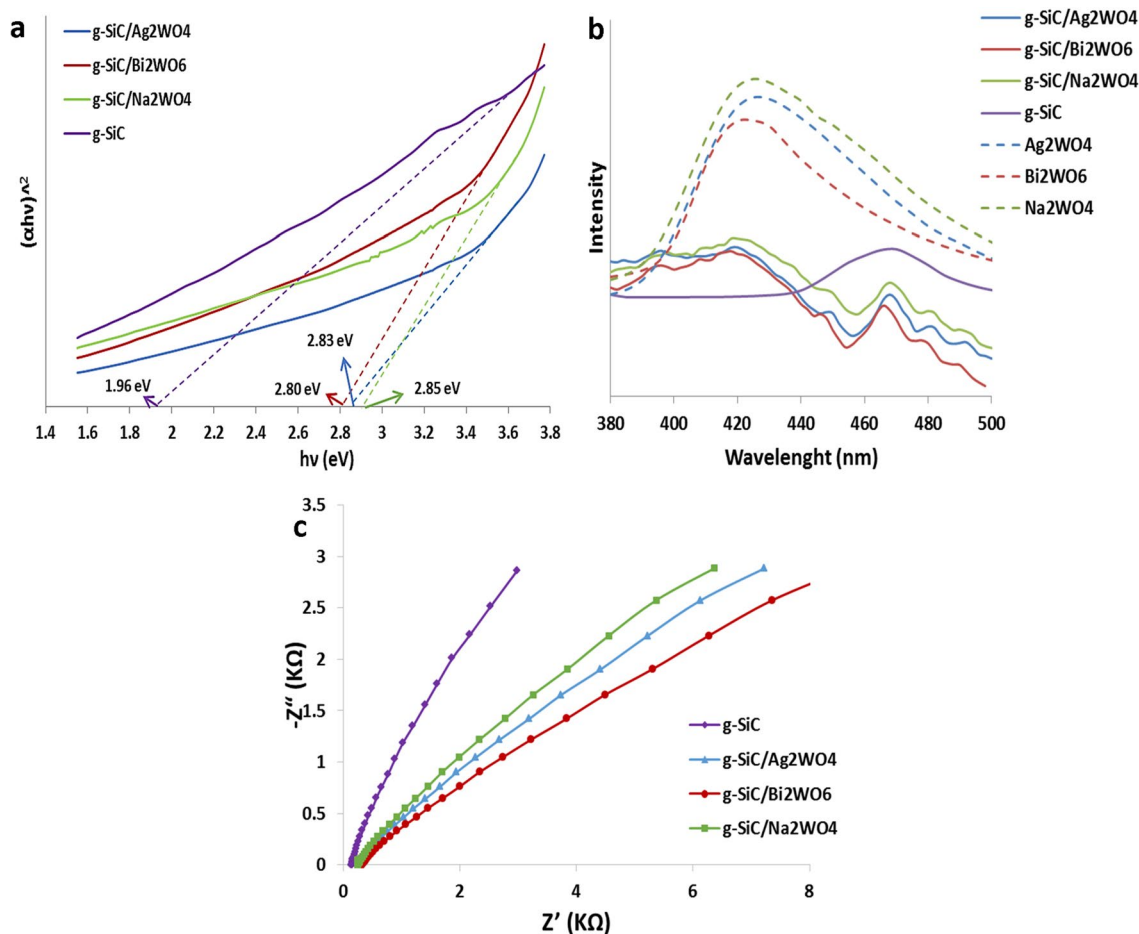 a
g-SiC/Ag2WO4
g-SiC/Bi2WO6
g-SiC/Na2WO4
g-SiC
(αhν)^²
1.96 eV
2.83 eV
2.80 eV
2.85 eV
1.4 1.6 1.8 2 2.2 2.4 2.6 2.8 3 3.2 3.4 3.6 3.8
hν (eV)
b
g-SiC/Ag2WO4
g-SiC/Bi2WO6
g-SiC/Na2WO4
g-SiC
Ag2WO4
Bi2WO6
Na2WO4
Intensity
380 400 420 440 460 480 500
Wavelenght (nm)
c
-Z″ (KΩ)
3.5
3
2.5
2
1.5
1
0.5
0
g-SiC
g-SiC/Ag2WO4
g-SiC/Bi2WO6
g-SiC/Na2WO4
0 2 4 6 8
Z’ (KΩ)